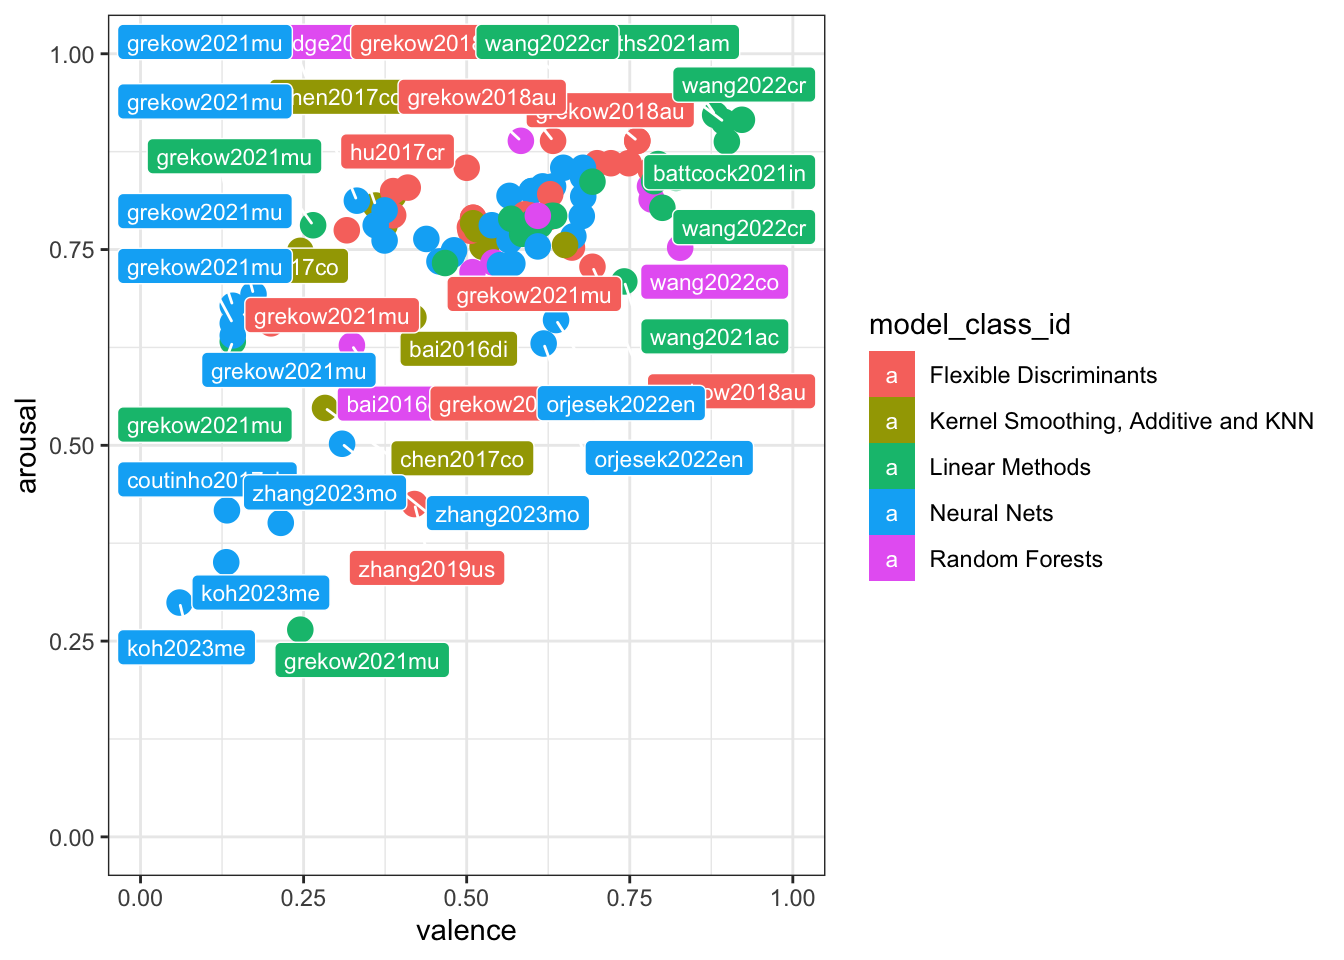 1.00
0.75
0.50
0.25
0.00
arousal
grekow2021mu
wang2022cr
wang2022cr
grekow2021mu
grekow2018au
grekow2018au
grekow2021mu
hu2017cr
battcock2021in
grekow2021mu
wang2022cr
grekow2021mu
wang2022co
grekow2021mu
grekow2021mu
wang2021ac
bai2016di
grekow2021mu
orjesek2022en
grekow2021mu
chen2017co
orjesek2022en
zhang2023mo
zhang2023mo
zhang2019us
koh2023me
koh2023me
grekow2021mu
0.00 0.25 0.50 0.75 1.00
valence
model_class_id
a Flexible Discriminants
a Kernel Smoothing, Additive and KNN
a Linear Methods
a Neural Nets
a Random Forests